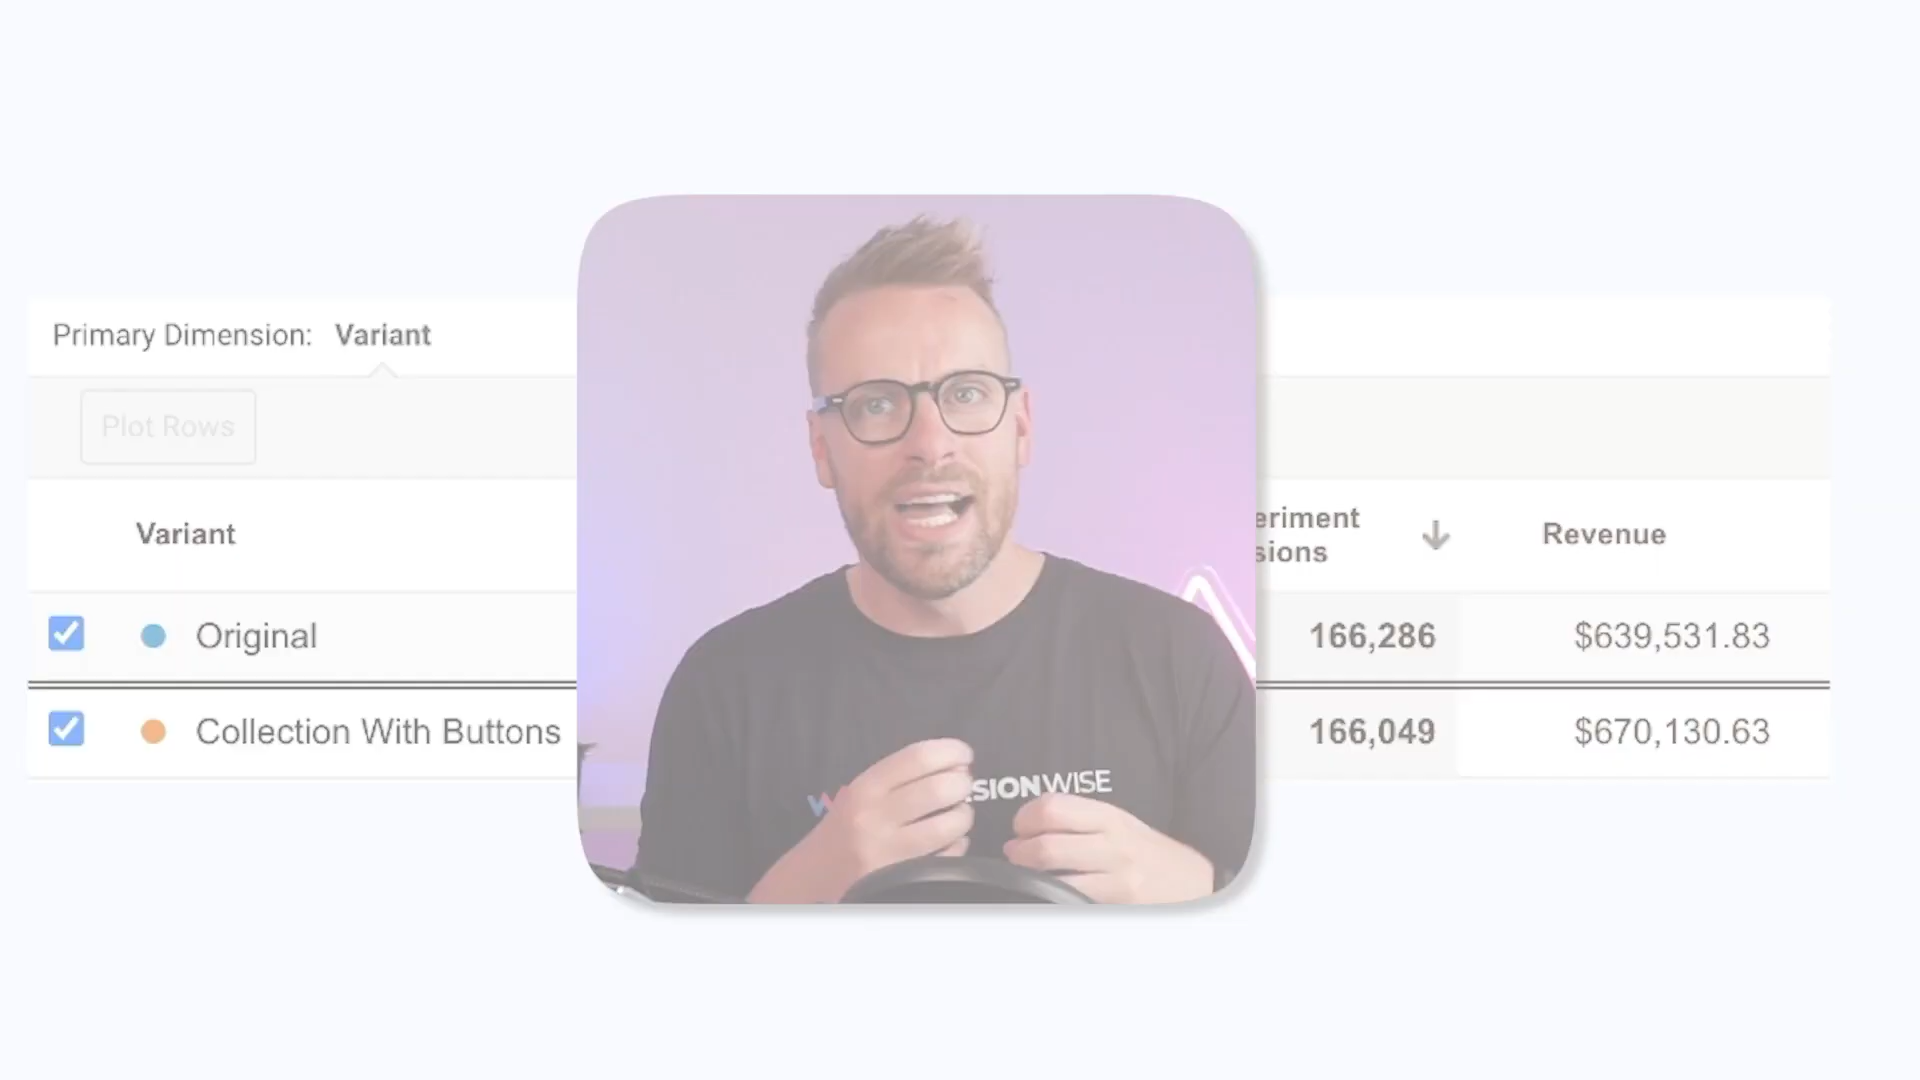 Primary Dimension: Variant
Plot Rows
Variant
eriment
sions
Revenue
Original
166,286
$639,531.83
Collection With Buttons
166,049
$670,130.63
SIONWISE